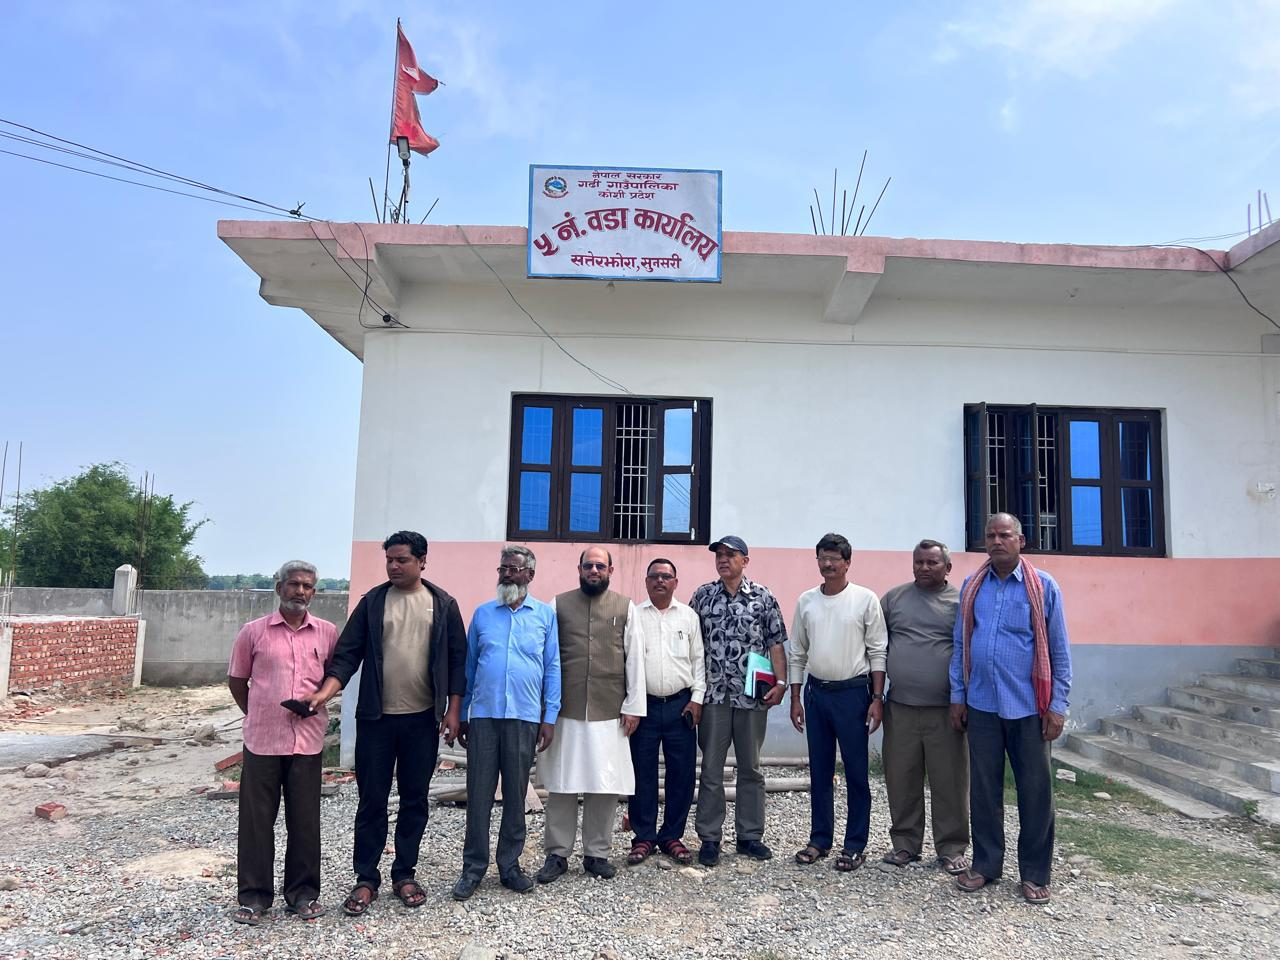 नेपाल सरकार
गढी गाउँपालिका
कोशी प्रदेश
५ नं. वडा कार्यालय
सत्तेरझोरा, सुनसरी